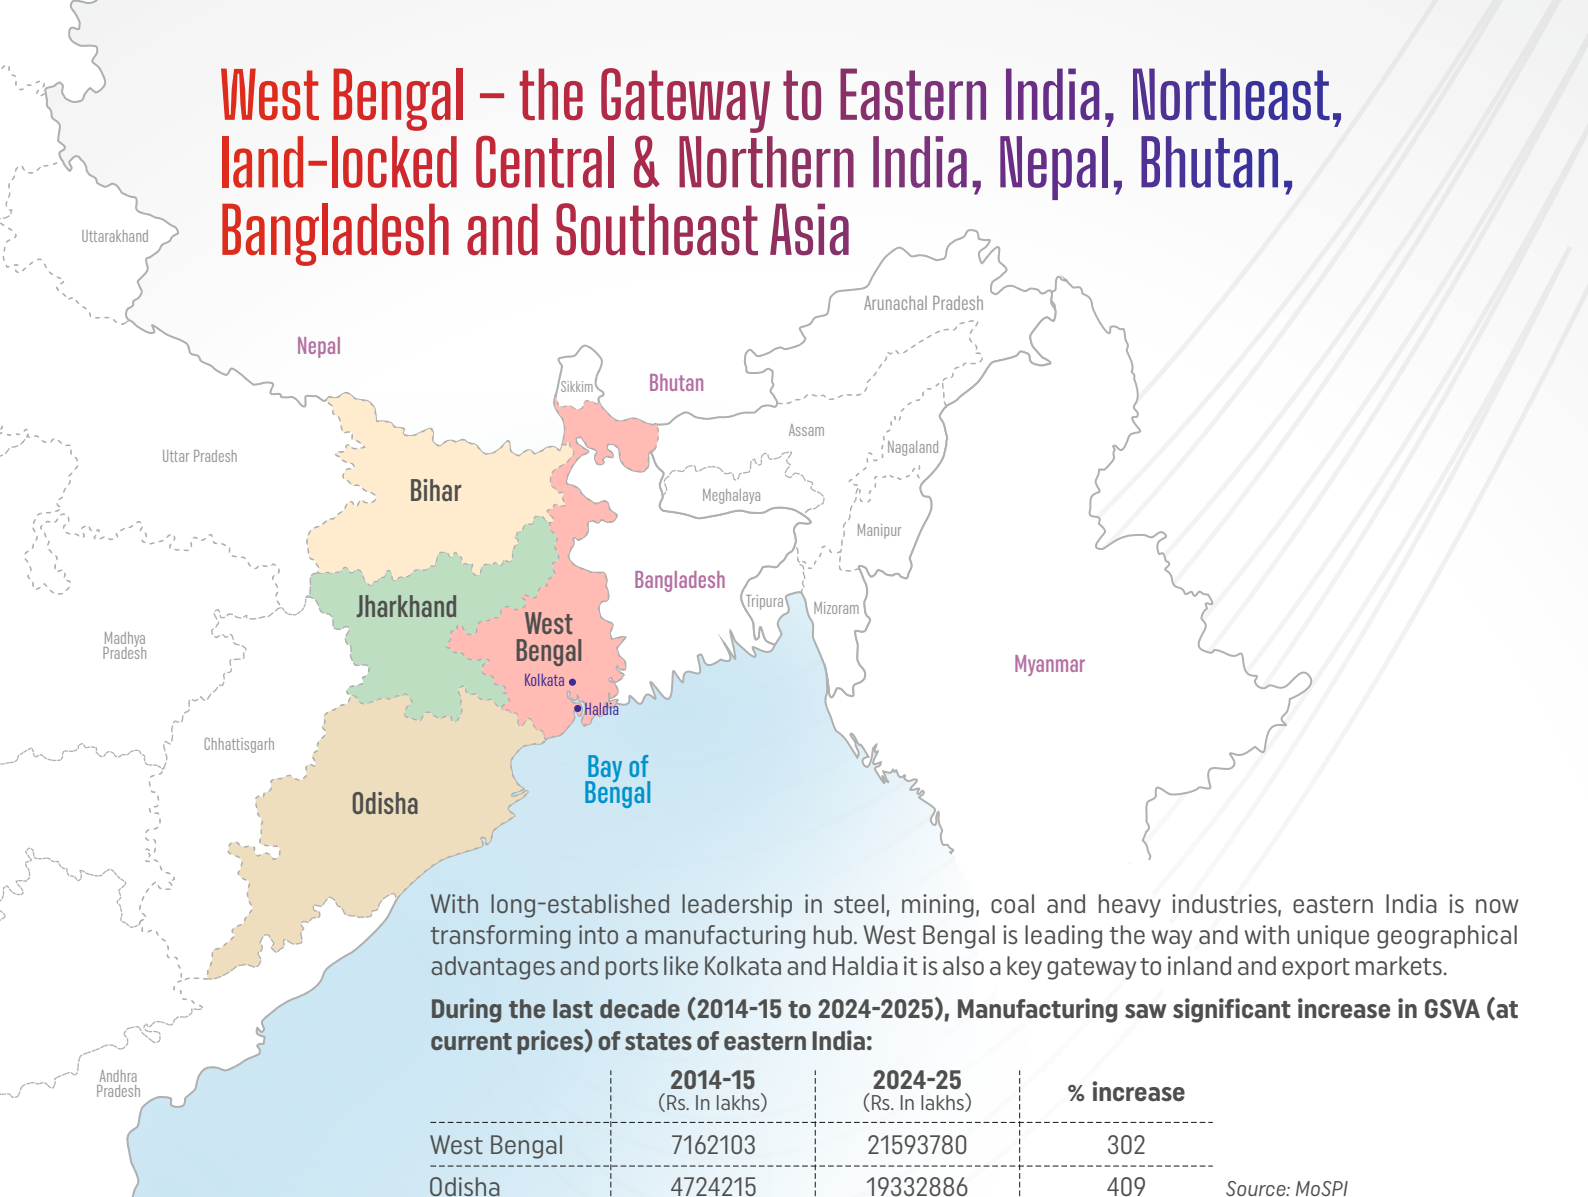 West Bengal – the Gateway to Eastern India, Northeast,
land-locked Central & Northern India, Nepal, Bhutan,
Bangladesh and Southeast Asia
Uttarakhand
Arunachal Pradesh
Nepal
Sikkim
Bhutan
Assam
Nagaland
Uttar Pradesh
Bihar
Meghalaya
Manipur
Bangladesh
Jharkhand
Tripura
Mizoram
West
Bengal
Madhya
Pradesh
Myanmar
Kolkata
Haldia
Chhattisgarh
Bay of
Bengal
Odisha
With long-established leadership in steel, mining, coal and heavy industries, eastern India is now
transforming into a manufacturing hub. West Bengal is leading the way and with unique geographical
advantages and ports like Kolkata and Haldia it is also a key gateway to inland and export markets.
During the last decade (2014-15 to 2024-2025), Manufacturing saw significant increase in GSVA (at
current prices) of states of eastern India:
Andhra
Pradesh
2014-15 2024-25 % increase
(Rs. In lakhs) (Rs. In lakhs)
West Bengal 7162103 21593780 302
Odisha 4724215 19332886 409 Source: MoSPI